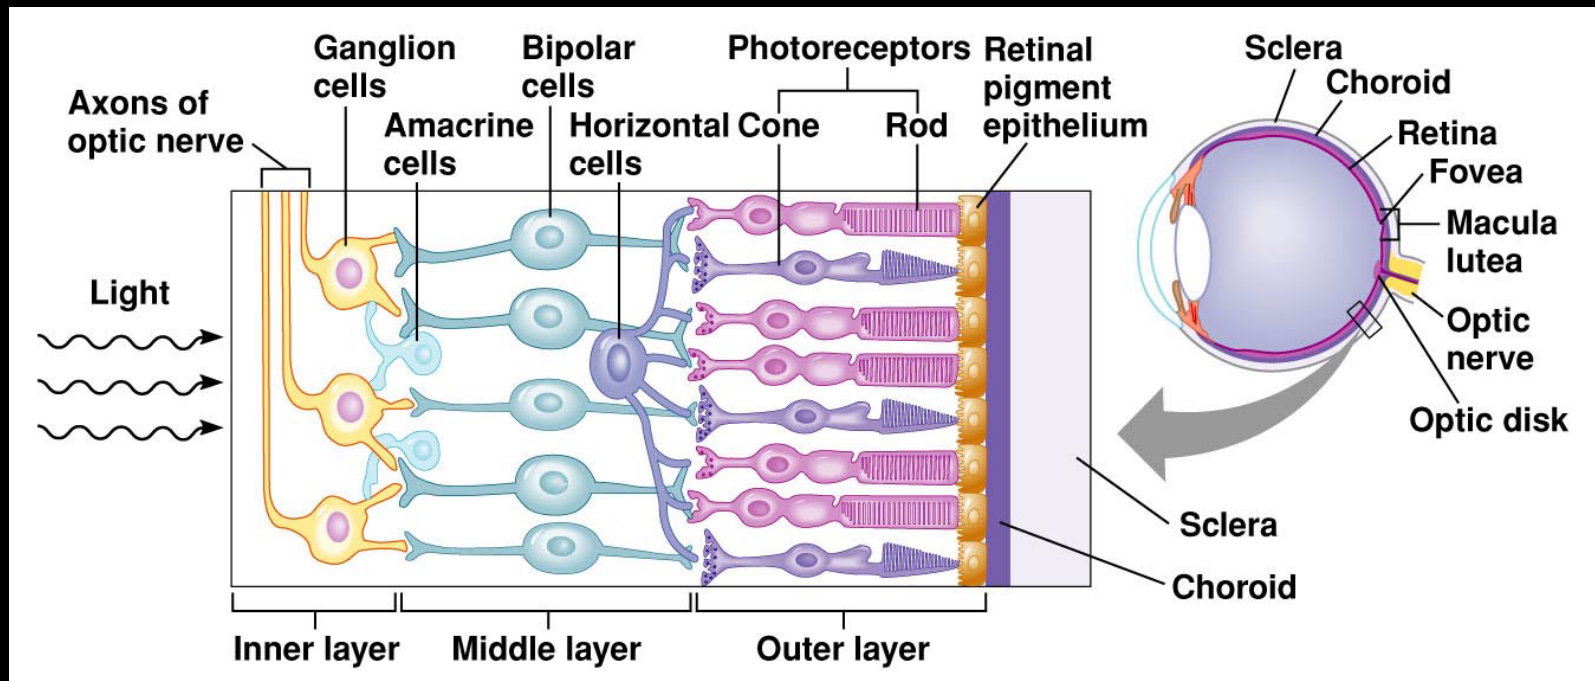 Ganglion
cells
Bipolar
cells
Photoreceptors
Retinal
pigment
epithelium
Axons of
optic nerve
Amacrine
cells
Horizontal
cells
Cone
Rod
Light
Inner layer
Middle layer
Outer layer
Sclera
Choroid
Retina
Fovea
Macula
lutea
Optic
nerve
Optic disk
Sclera
Choroid